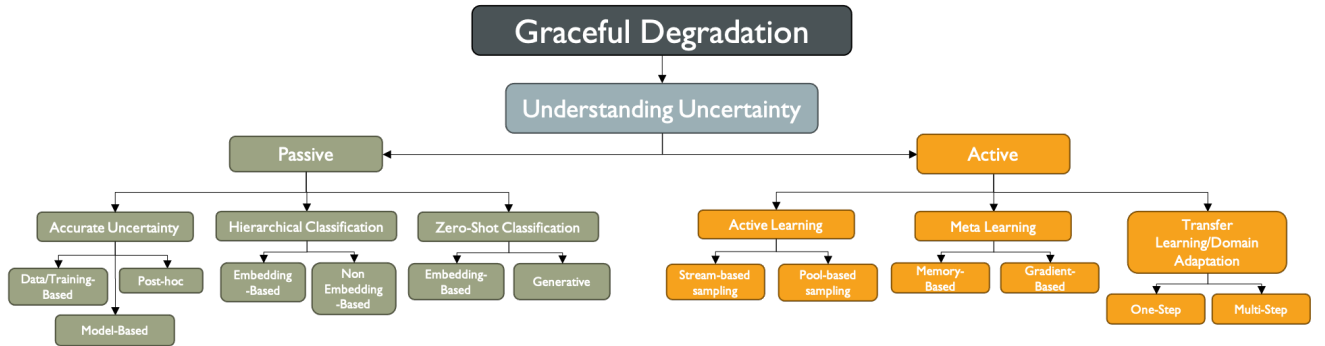 Graceful Degradation
Understanding Uncertainty
Passive
Active
Accurate Uncertainty
Hierarchical Classification
Zero-Shot Classification
Active Learning
Meta Learning
Transfer
Learning/Domain
Adaptation
Data/Training-
Based
Post-hoc
Model-Based
Embedding
-Based
Non
Embedding
-Based
Embedding-
Based
Generative
Stream-based
sampling
Pool-based
sampling
Memory-
Based
Gradient-
Based
One-Step
Multi-Step